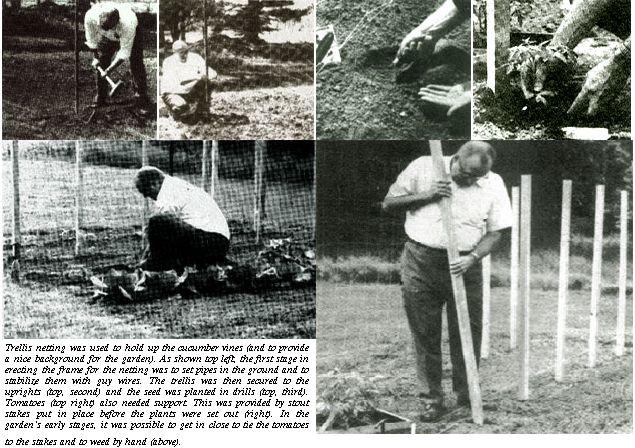 Trellis netting was used to hold up the cucumber vines (and to provide
a nice background for the garden). As shown top left, the first stage in
erecting the frame for the netting was to set pipes in the ground and to
stabilize them with guy wires. The trellis was then secured to the
uprights (top, second) and the seed was planted in drills (top, third).
Tomatoes (top right) also needed support. This was provided by stout
stakes put in place before the plants were set out (right). In the
garden's early stages, it was possible to get in close to tie the tomatoes
to the stakes and to weed by hand (above).